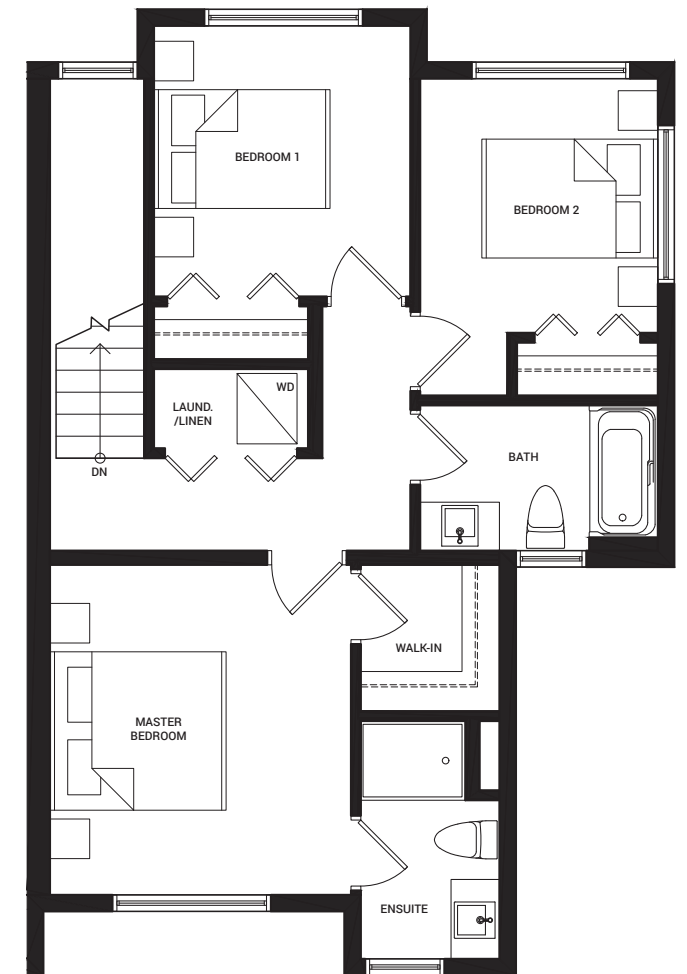 BEDROOM 1
BEDROOM 2
WD
LAUND.
/LINEN
DN
BATH
WALK-IN
MASTER
BEDROOM
ENSUITE